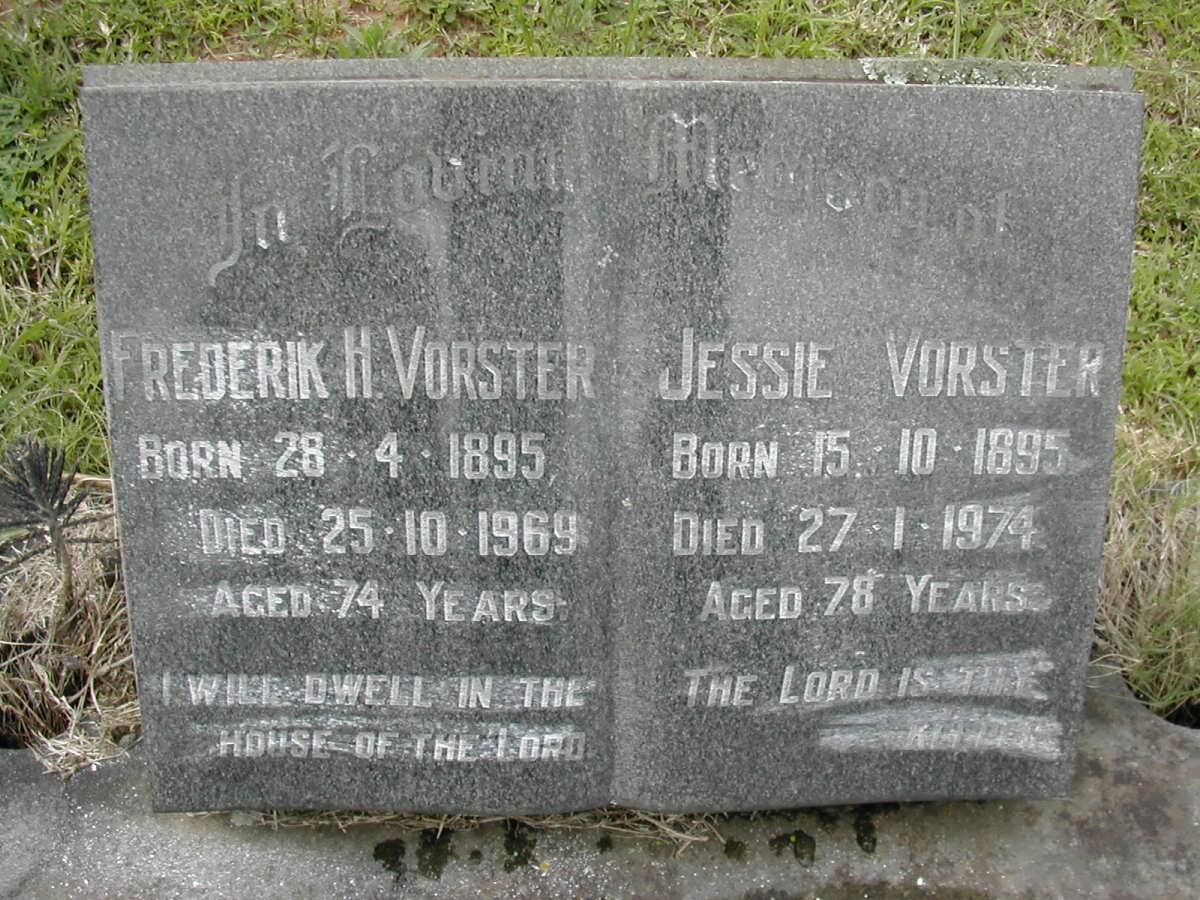 In Loving Memory of
FREDERIK H. VORSTER
BORN 28·4·1895.
DIED 25·10·1969
AGED 74 YEARS.
I WILL DWELL IN THE
HOUSE OF THE LORD.
JESSIE VORSTER
BORN 15·10·1895
DIED 27·1·1974.
AGED 78 YEARS.
THE LORD IS THY
KEEPER